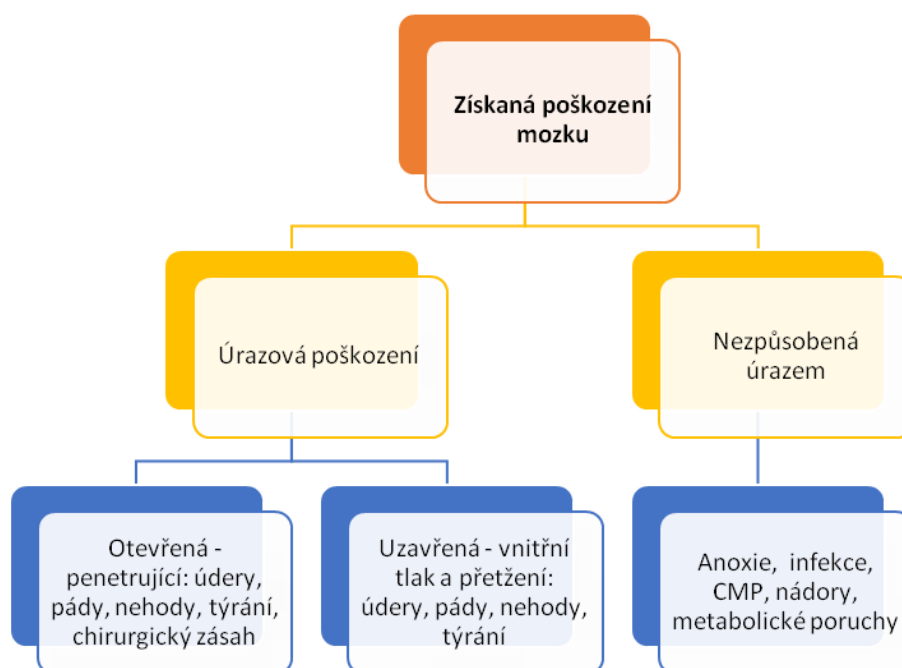 Získaná poškození
mozku
Úrazová poškození
Nezpůsobená
úrazem
Otevřená -
penetrující: údery,
pády, nehody, týrání,
chirurgický zásah
Uzavřená - vnitřní
tlak a přetžení:
údery, pády, nehody,
týrání
Anoxie, infekce,
CMP, nádory,
metabolické poruchy